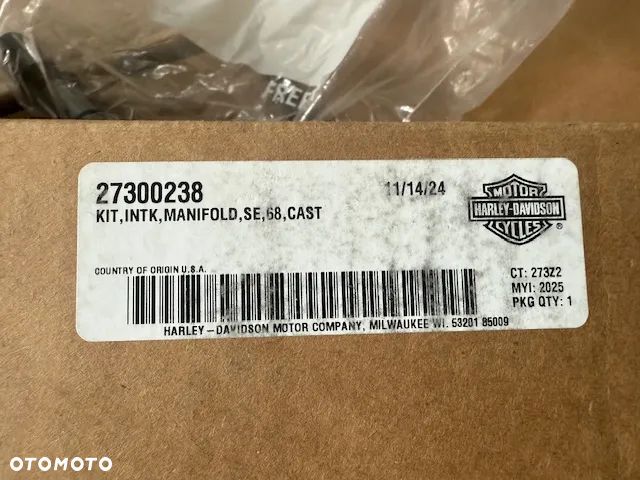 FREE
27300238
11/14/24
KIT,INTK,MANIFOLD,SE,68,CAST
MOTOR
HARLEY-DAVIDSON
CYCLES
®
COUNTRY OF ORIGIN U.S.A.
CT: 273Z2
MYI: 2025
PKG QTY: 1
HARLEY-DAVIDSON MOTOR COMPANY, MILWAUKEE WI. 53201 85009
OTOMOTO